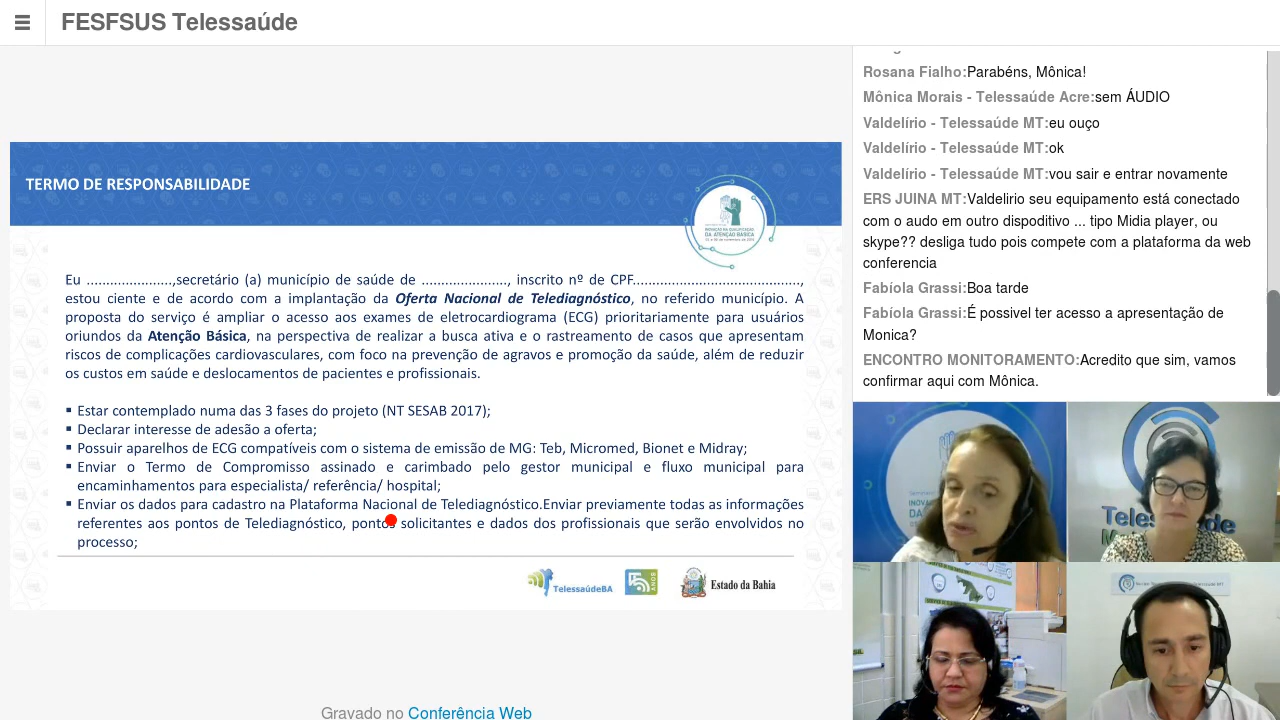 FESFSUS Telessaúde
TERMO DE RESPONSABILIDADE
INOVAÇÃO NA QUALIFICAÇÃO
DA ATENÇÃO BÁSICA
Eu ......................,secretário (a) município de saúde de ......................, inscrito nº de CPF...........................................,
estou ciente e de acordo com a implantação da Oferta Nacional de Telediagnóstico, no referido município. A
proposta do serviço é ampliar o acesso aos exames de eletrocardiograma (ECG) prioritariamente para usuários
oriundos da Atenção Básica, na perspectiva de realizar a busca ativa e o rastreamento de casos que apresentam
riscos de complicações cardiovasculares, com foco na prevenção de agravos e promoção da saúde, além de reduzir
os custos em saúde e deslocamentos de pacientes e profissionais.
▪ Estar contemplado numa das 3 fases do projeto (NT SESAB 2017);
▪ Declarar interesse de adesão a oferta;
▪ Possuir aparelhos de ECG compatíveis com o sistema de emissão de MG: Teb, Micromed, Bionet e Midray;
▪ Enviar o Termo de Compromisso assinado e carimbado pelo gestor municipal e fluxo municipal para
encaminhamentos para especialista/ referência/ hospital;
▪ Enviar os dados para cadastro na Plataforma Nacional de Telediagnóstico.Enviar previamente todas as informações
referentes aos pontos de Telediagnóstico, pontos solicitantes e dados dos profissionais que serão envolvidos no
processo;
TelessaúdeBA
Estado da Bahia
Gravado no Conferência Web
Rosana Fialho:Parabéns, Mônica!
Mônica Morais - Telessaúde Acre:sem ÁUDIO
Valdelírio - Telessaúde MT:eu ouço
Valdelírio - Telessaúde MT:ok
Valdelírio - Telessaúde MT:vou sair e entrar novamente
ERS JUINA MT:Valdelirio seu equipamento está conectado
com o audo em outro dispoditivo ... tipo Midia player, ou
skype?? desliga tudo pois compete com a plataforma da web
conferencia
Fabíola Grassi:Boa tarde
Fabíola Grassi:É possivel ter acesso a apresentação de
Monica?
ENCONTRO MONITORAMENTO:Acredito que sim, vamos
confirmar aqui com Mônica.